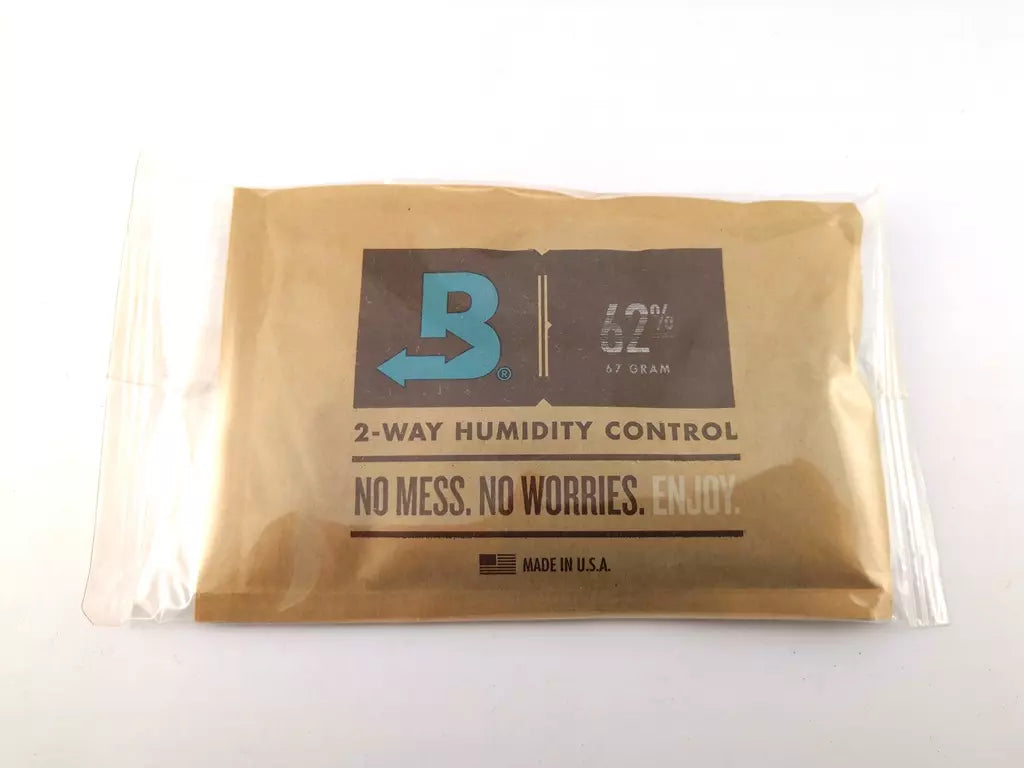 B®
62%
67 GRAM
2-WAY HUMIDITY CONTROL
NO MESS. NO WORRIES. ENJOY.
MADE IN U.S.A.